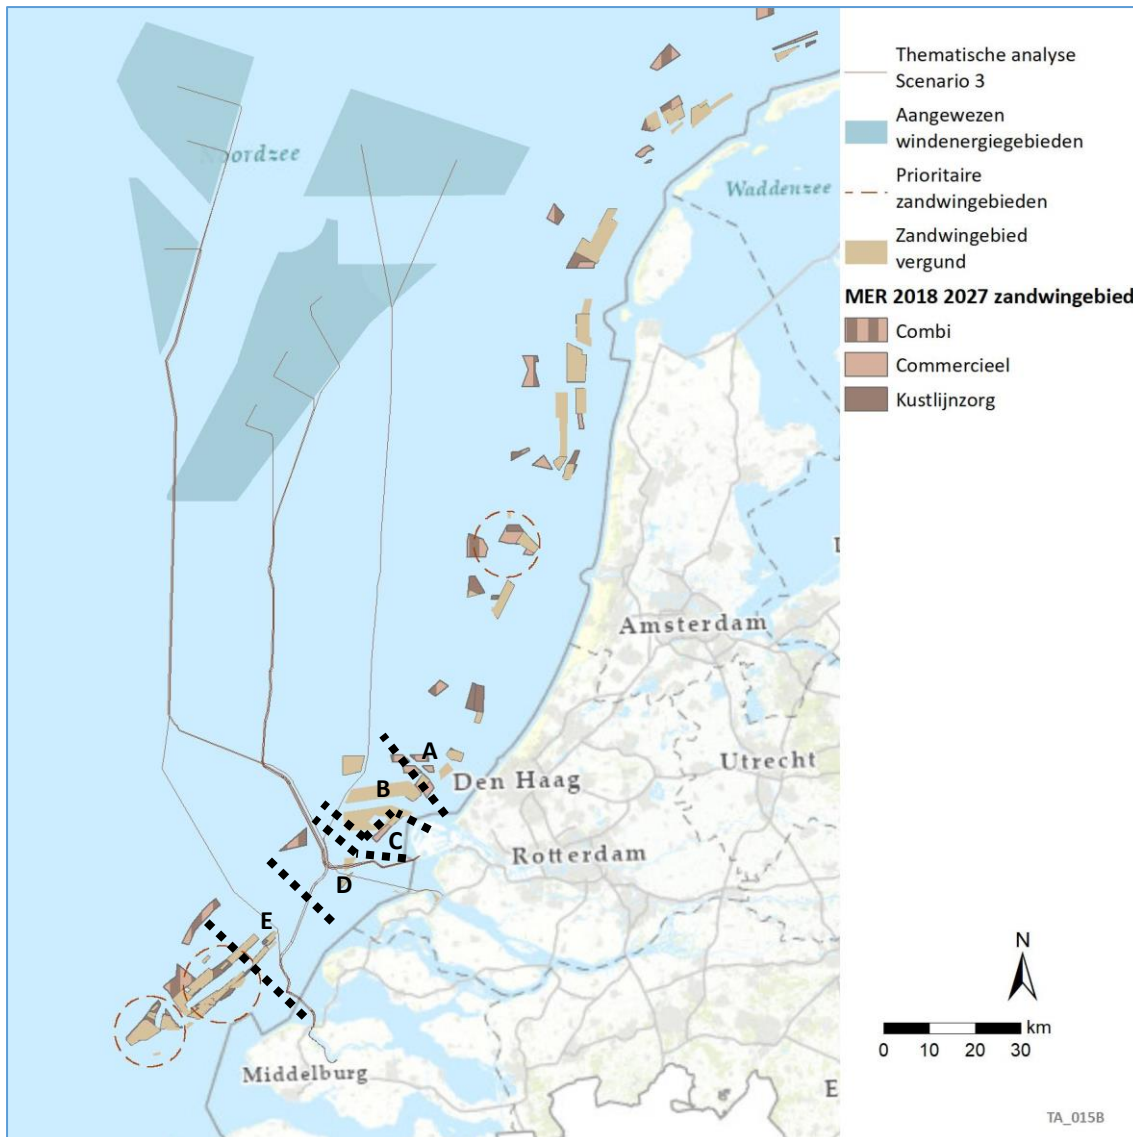 Noordzee
Waddenzee
Amsterdam
Utrecht
Den Haag
Rotterdam
Middelburg
A
B
C
D
E
E
Thematische analyse
Scenario 3
Aangewezen
windenergiegebieden
Prioritaire
zandwingebieden
Zandwingebied
vergund
MER 2018 2027 zandwingebied
Combi
Commercieel
Kustlijnzorg
N
km
0 10 20 30
TA_015B